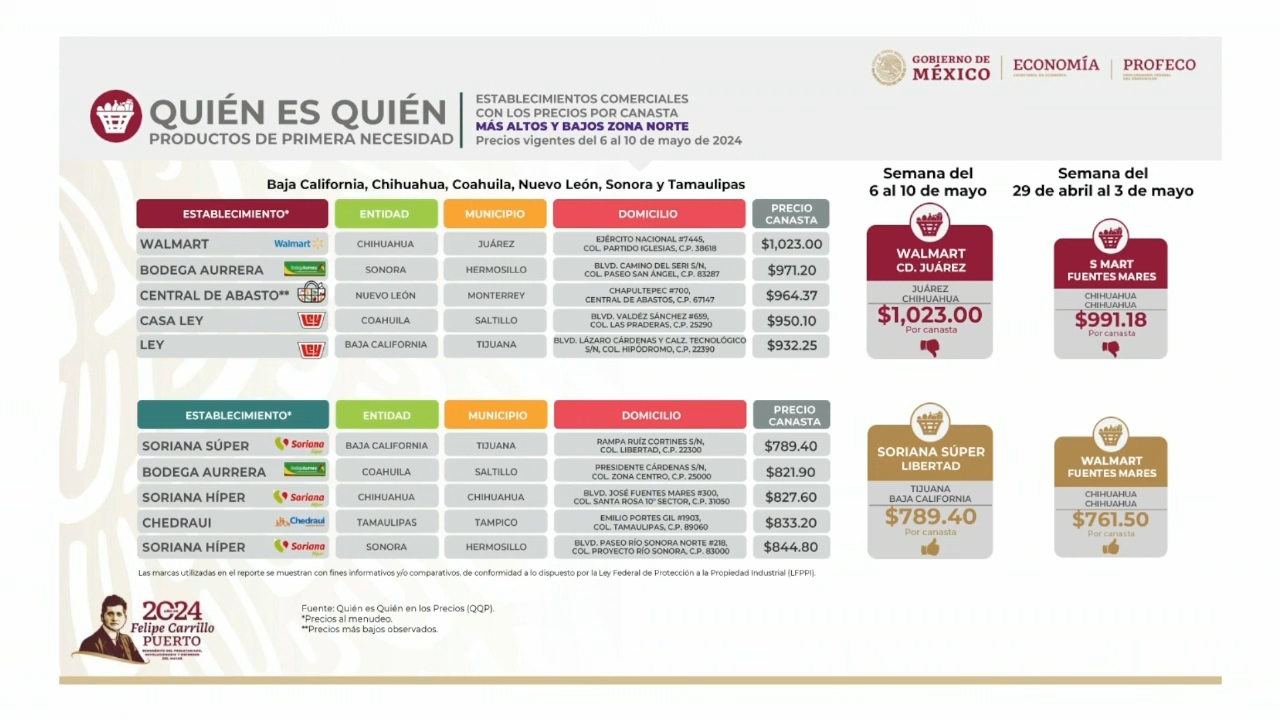 GOBIERNO DE MÉXICO
ECONOMÍA
PROFECO
QUIÉN ES QUIÉN
PRODUCTOS DE PRIMERA NECESIDAD
ESTABLECIMIENTOS COMERCIALES
CON LOS PRECIOS POR CANASTA
MÁS ALTOS Y BAJOS ZONA NORTE
Precios vigentes del 6 al 10 de mayo de 2024
Baja California, Chihuahua, Coahuila, Nuevo León, Sonora y Tamaulipas
ESTABLECIMIENTO* ENTIDAD MUNICIPIO DOMICILIO PRECIO CANASTA
WALMART Walmart CHIHUAHUA JUÁREZ EJÉRCITO NACIONAL #7445, COL. PARTIDO IGLESIAS, C.P. 38618 $1,023.00
BODEGA AURRERA SONORA HERMOSILLO BLVD. CAMINO DEL SERI S/N, COL. PASEO SAN ÁNGEL, C.P. 83287 $971.20
CENTRAL DE ABASTO** NUEVO LEÓN MONTERREY CHAPULTEPEC #700, CENTRAL DE ABASTOS, C.P. 67147 $964.37
CASA LEY LEY COAHUILA SALTILLO BLVD. VALDÉZ SÁNCHEZ #659, COL. LAS PRADERAS, C.P. 25290 $950.10
LEY LEY BAJA CALIFORNIA TIJUANA BLVD. LÁZARO CÁRDENAS Y CALZ. TECNOLÓGICO S/N, COL. HIPÓDROMO, C.P. 22390 $932.25
ESTABLECIMIENTO* ENTIDAD MUNICIPIO DOMICILIO PRECIO CANASTA
SORIANA SÚPER Soriana Súper BAJA CALIFORNIA TIJUANA RAMPA RUÍZ CORTINES S/N, COL. LIBERTAD, C.P. 22300 $789.40
BODEGA AURRERA COAHUILA SALTILLO PRESIDENTE CÁRDENAS S/N, COL. ZONA CENTRO, C.P. 25000 $821.90
SORIANA HÍPER Soriana Híper CHIHUAHUA CHIHUAHUA BLVD. JOSÉ FUENTES MARES #300, COL. SANTA ROSA 10° SECTOR, C.P. 31050 $827.60
CHEDRAUI Chedraui TAMAULIPAS TAMPICO EMILIO PORTES GIL #1903, COL. TAMAULIPAS, C.P. 89060 $833.20
SORIANA HÍPER Soriana Híper SONORA HERMOSILLO BLVD. PASEO RÍO SONORA NORTE #218, COL. PROYECTO RÍO SONORA, C.P. 83000 $844.80
Semana del
6 al 10 de mayo
WALMART
CD. JUÁREZ
JUÁREZ
CHIHUAHUA
$1,023.00
Por canasta
SORIANA SÚPER
LIBERTAD
TIJUANA
BAJA CALIFORNIA
$789.40
Por canasta
Semana del
29 de abril al 3 de mayo
S MART
FUENTES MARES
CHIHUAHUA
CHIHUAHUA
$991.18
Por canasta
WALMART
FUENTES MARES
CHIHUAHUA
CHIHUAHUA
$761.50
Por canasta
Las marcas utilizadas en el reporte se muestran con fines informativos y/o comparativos, de conformidad a lo dispuesto por la Ley Federal de Protección a la Propiedad Industrial (LFPPI).
2024
Felipe Carrillo
PUERTO
Fuente: Quién es Quién en los Precios (QQP).
*Precios al menudeo.
**Precios más bajos observados.